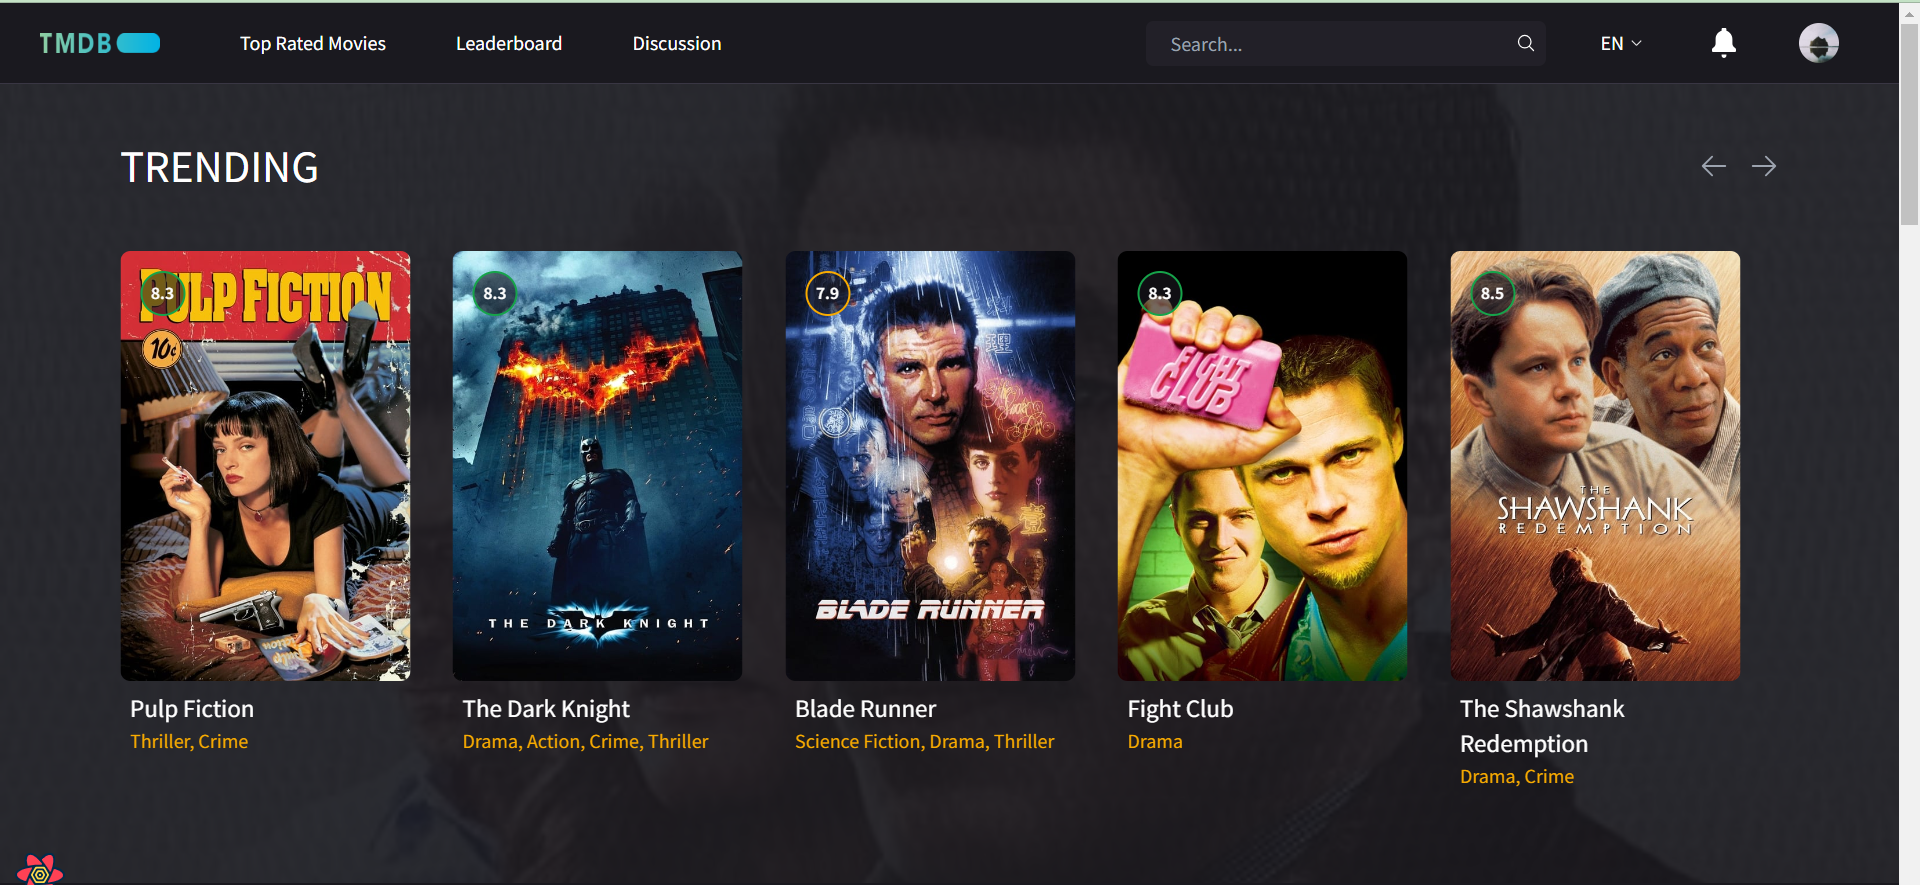 TMDB
Top Rated Movies
Leaderboard
Discussion
Search...
EN
TRENDING
8.3
PULP FICTION
10¢
8.3
THE DARK KNIGHT
7.9
BLADE RUNNER
8.3
FIGHT
CLUB
8.5
THE
SHAWSHANK
REDEMPTION
Pulp Fiction
Thriller, Crime
The Dark Knight
Drama, Action, Crime, Thriller
Blade Runner
Science Fiction, Drama, Thriller
Fight Club
Drama
The Shawshank
Redemption
Drama, Crime